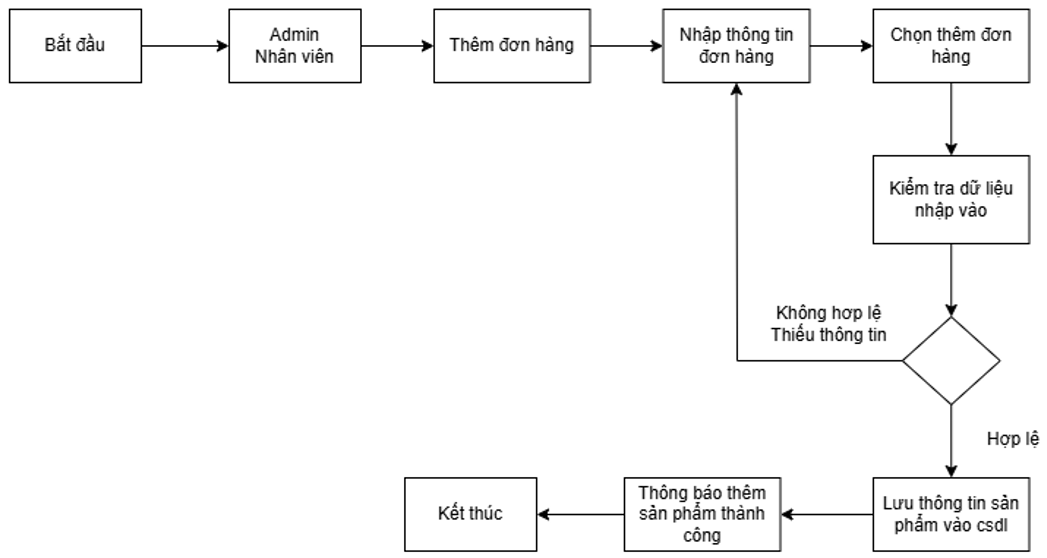 Bắt đầu
Admin
Nhân viên
Thêm đơn hàng
Nhập thông tin
đơn hàng
Chọn thêm đơn
hàng
Kiểm tra dữ liệu
nhập vào
Không hơp lệ
Thiếu thông tin
Hợp lệ
Lưu thông tin sản
phẩm vào csdl
Thông báo thêm
sản phẩm thành
công
Kết thúc